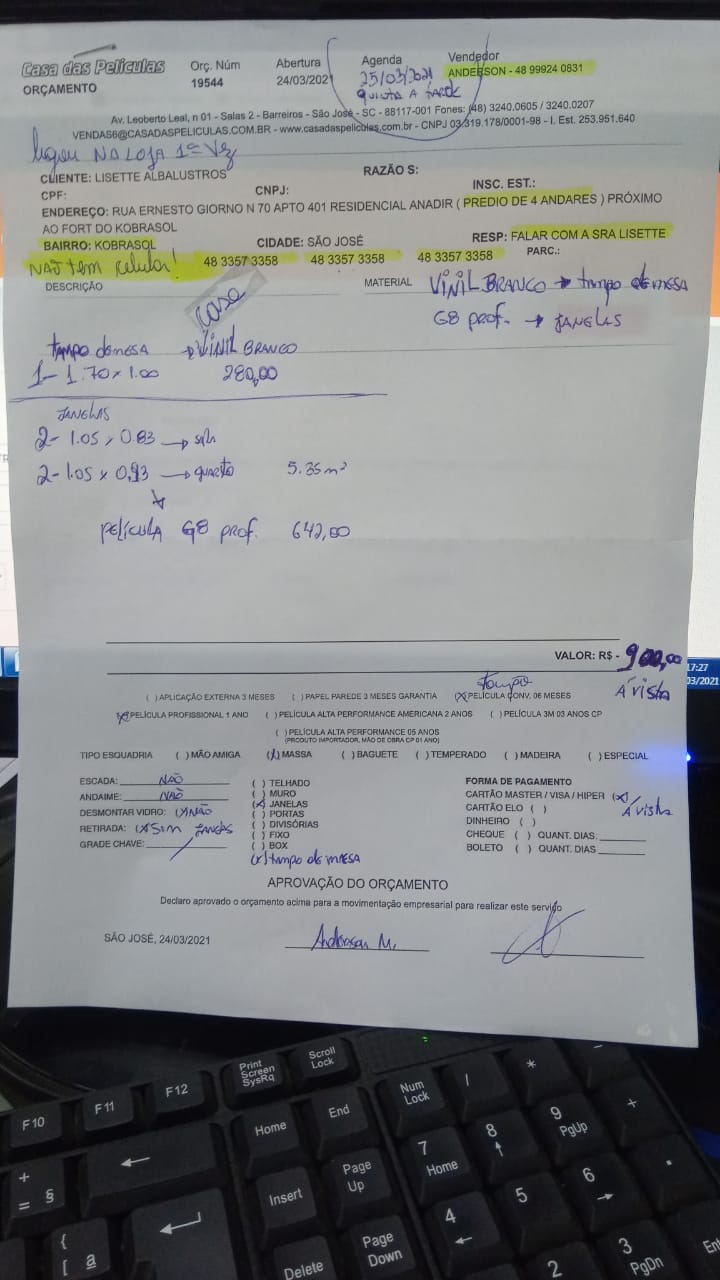 Casa das Películas
ORÇAMENTO
Orç. Núm
19544
Abertura
24/03/2021
Agenda
25/03/2021
QUINTA A TARDE
Vendedor
ANDERSON - 48 99924 0831
Av. Leoberto Leal, n 01 - Salas 2 - Barreiros - São José - SC - 88117-001 Fones: (48) 3240.0605 / 3240.0207
VENDAS6@CASADASPELICULAS.COM.BR - www.casadaspeliculas.com.br - CNPJ 03.319.178/0001-98 - I. Est. 253.951.640
ligou NA LOJA 1ª Vez
CLIENTE: LISETTE ALBALUSTROS RAZÃO S:
CPF: CNPJ: INSC. EST.:
ENDEREÇO: RUA ERNESTO GIORNO N 70 APTO 401 RESIDENCIAL ANADIR ( PREDIO DE 4 ANDARES ) PRÓXIMO
AO FORT DO KOBRASOL
BAIRRO: KOBRASOL CIDADE: SÃO JOSÉ RESP: FALAR COM A SRA LISETTE
NÃO tem celular! 48 3357 3358 48 3357 3358 48 3357 3358 PARC.:
DESCRIÇÃO MATERIAL VINIL BRANCO → tampo de mesa
G8 prof. → JANELAS
CASA
tampo de mesa → VINIL BRANCO
1- 1.70 x 1.00 280,00
JANELAS
2- 1.05 x 0.83 → sala
2- 1.05 x 0,93 → quarto 5.35 m²
PELÍCULA G8 prof. 642,00
VALOR: R$ - 900,00
Á vista
tampo
( ) APLICAÇÃO EXTERNA 3 MESES ( ) PAPEL PAREDE 3 MESES GARANTIA (X) PELÍCULA CONV. 06 MESES
(X) PELÍCULA PROFISSIONAL 1 ANO ( ) PELÍCULA ALTA PERFORMANCE AMERICANA 2 ANOS ( ) PELÍCULA 3M 03 ANOS CP
( ) PELÍCULA ALTA PERFORMANCE 05 ANOS
(PRODUTO IMPORTADOR, MÃO DE OBRA CP 01 ANO)
TIPO ESQUADRIA ( ) MÃO AMIGA (X) MASSA ( ) BAGUETE ( ) TEMPERADO ( ) MADEIRA ( ) ESPECIAL
ESCADA: NÃO
ANDAIME: NÃO
DESMONTAR VIDRO: (X) NÃO
RETIRADA: (X) Sim JANELAS
GRADE CHAVE:
( ) TELHADO
( ) MURO
(X) JANELAS
( ) PORTAS
( ) DIVISÓRIAS
( ) FIXO
( ) BOX
(x) tampo de mesa
FORMA DE PAGAMENTO
CARTÃO MASTER / VISA / HIPER (x)
CARTÃO ELO ( ) Á vista
DINHEIRO ( )
CHEQUE ( ) QUANT. DIAS:
BOLETO ( ) QUANT. DIAS
APROVAÇÃO DO ORÇAMENTO
Declaro aprovado o orçamento acima para a movimentação empresarial para realizar este serviço
SÃO JOSÉ, 24/03/2021 Anderson M.
17:27
03/2021
Print Screen SysRq
Scroll Lock
F10
F11
F12
Home
End
Num Lock
/
*
-
Insert
Page Up
7 Home
8
9 PgUp
+
Delete
Page Down
4
5
6
+
= §
{
[ ª
2
3 PgDn
Ent